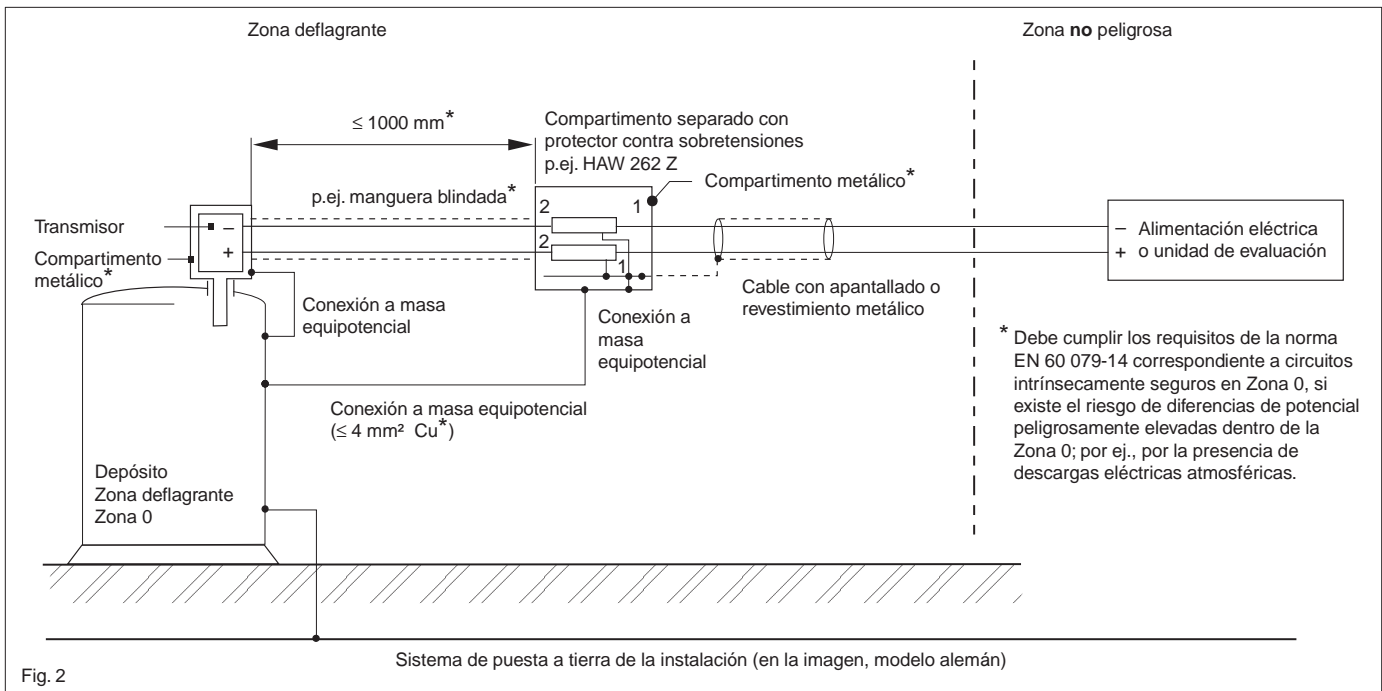 Zona deflagrante
Zona no peligrosa
≤ 1000 mm*
Compartimento separado con
protector contra sobretensiones
p.ej. HAW 262 Z
Compartimento metálico*
p.ej. manguera blindada*
2
1
2
1
Transmisor
–
+
Compartimento
metálico*
– Alimentación eléctrica
+ o unidad de evaluación
Conexión a masa
equipotencial
Conexión a
masa
equipotencial
Cable con apantallado o
revestimiento metálico
* Debe cumplir los requisitos de la norma
EN 60 079-14 correspondiente a circuitos
intrínsecamente seguros en Zona 0, si
existe el riesgo de diferencias de potencial
peligrosamente elevadas dentro de la
Zona 0; por ej., por la presencia de
descargas eléctricas atmosféricas.
Conexión a masa equipotencial
(≤ 4 mm² Cu*)
Depósito
Zona deflagrante
Zona 0
Sistema de puesta a tierra de la instalación (en la imagen, modelo alemán)
Fig. 2